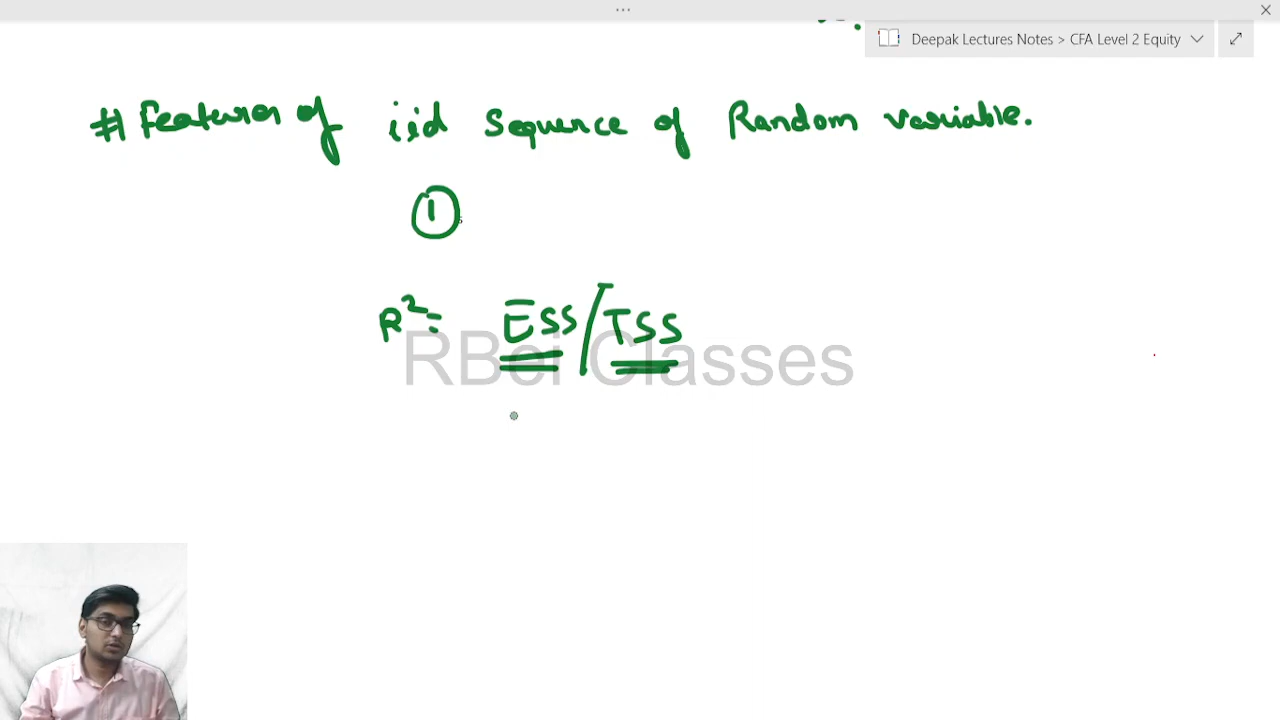 Deepak Lectures Notes > CFA Level 2 Equity
# Features of iid Sequence of Random variable.
①
R²= ESS/TSS
RBei Classes